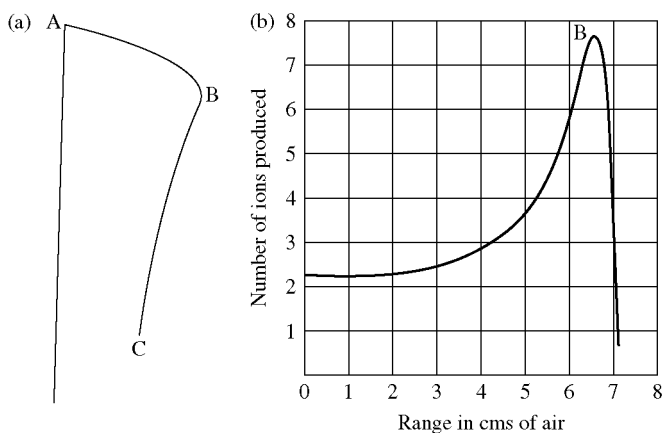 (a)
A
B
C
(b)
B
8
7
6
5
4
3
2
1
Number of ions produced
0 1 2 3 4 5 6 7 8
Range in cms of air